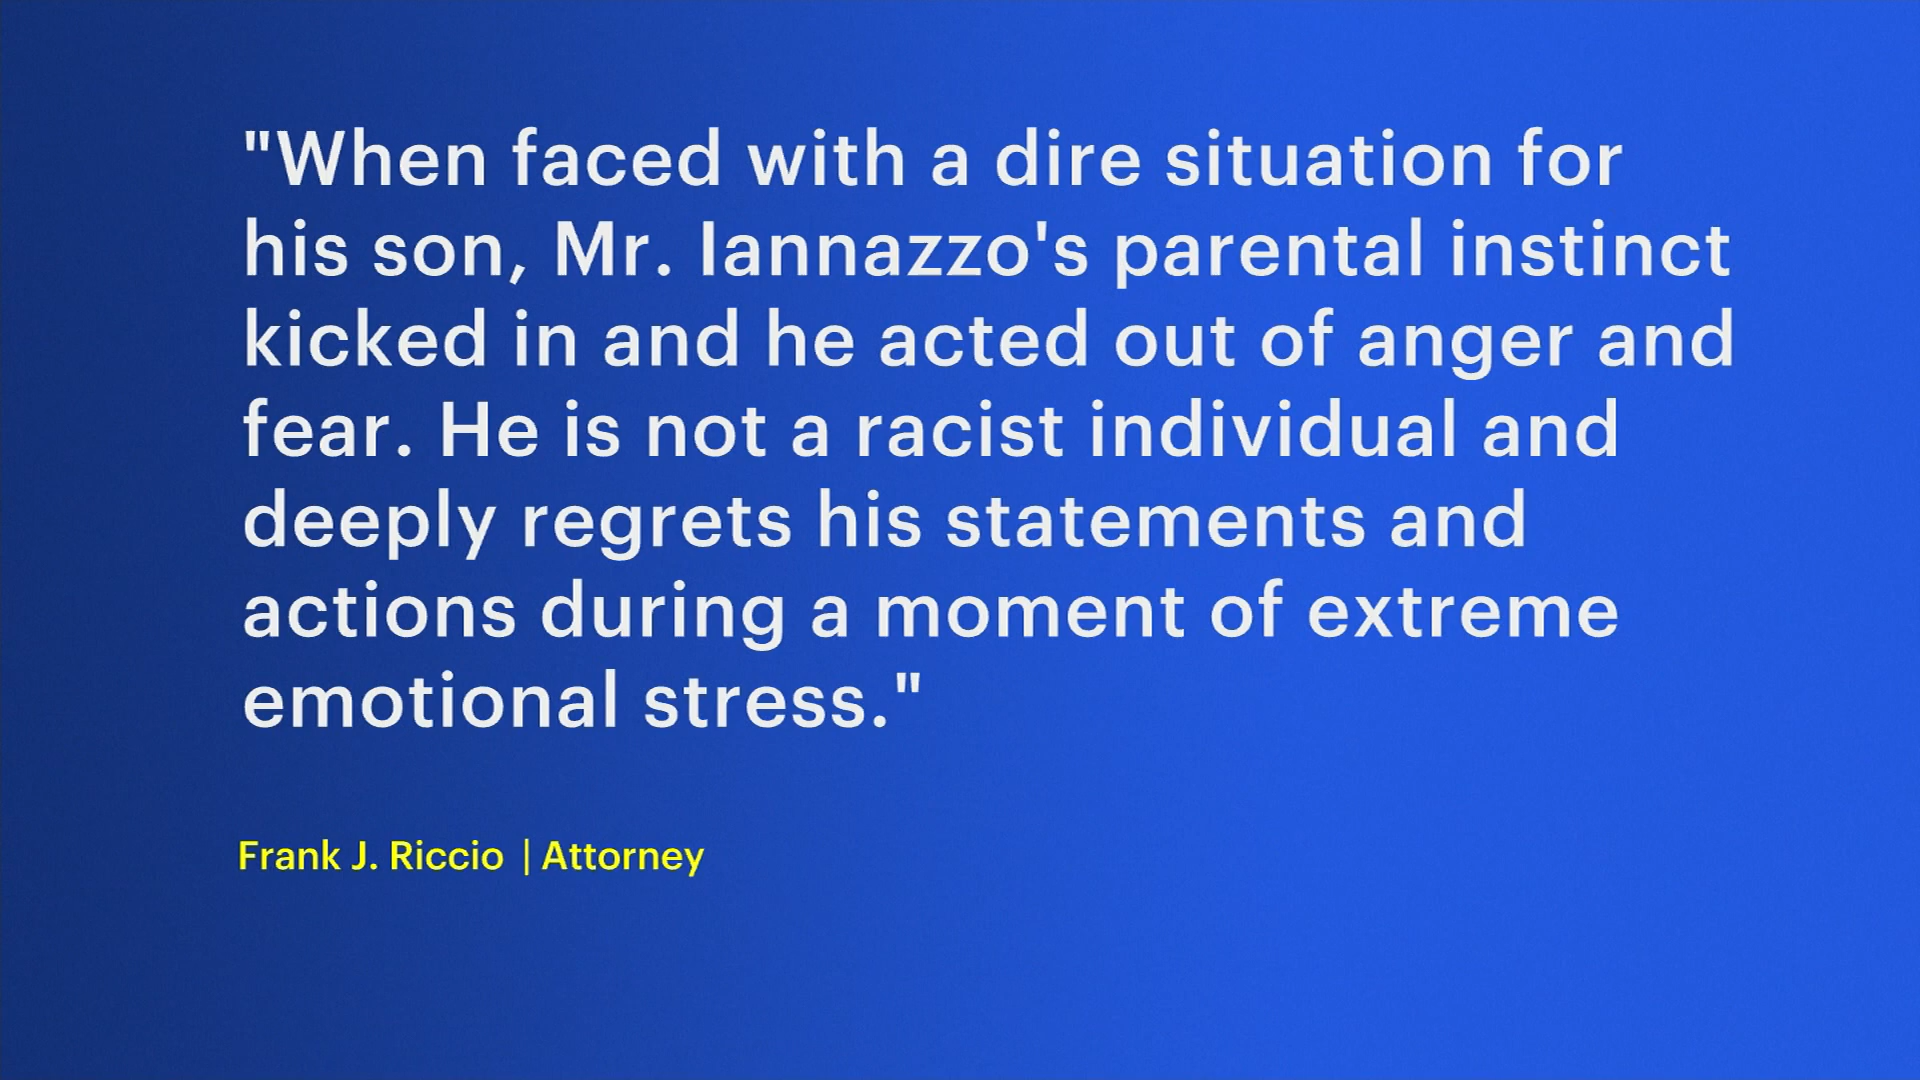 "When faced with a dire situation for
his son, Mr. Iannazzo's parental instinct
kicked in and he acted out of anger and
fear. He is not a racist individual and
deeply regrets his statements and
actions during a moment of extreme
emotional stress."
Frank J. Riccio | Attorney